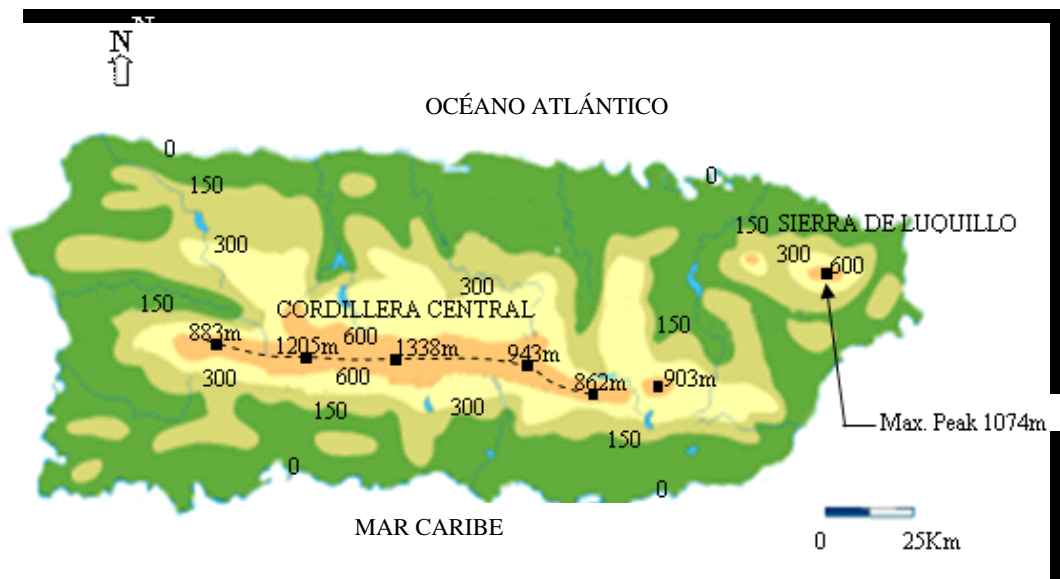 N
N
OCÉANO ATLÁNTICO
0
0
150
150 SIERRA DE LUQUILLO
300
300 600
300
150
CORDILLERA CENTRAL
150
883m
1205m
600
1338m
943m
300
600
862m
903m
150
300
150
Max. Peak 1074m
0
0
MAR CARIBE
0 25Km